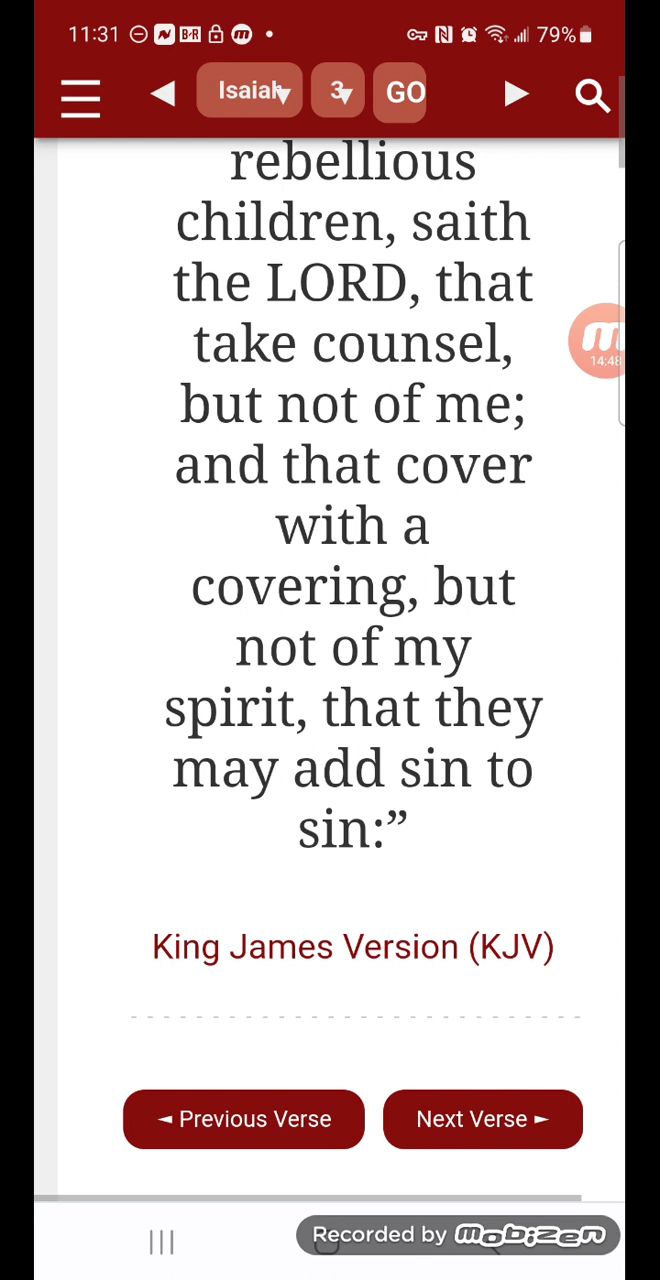 11:31 79%
Isaiah 3 GO
rebellious
children, saith
the LORD, that
take counsel,
but not of me;
and that cover
with a
covering, but
not of my
spirit, that they
may add sin to
sin:”
14:48
King James Version (KJV)
◄ Previous Verse Next Verse ►
Recorded by mobizen